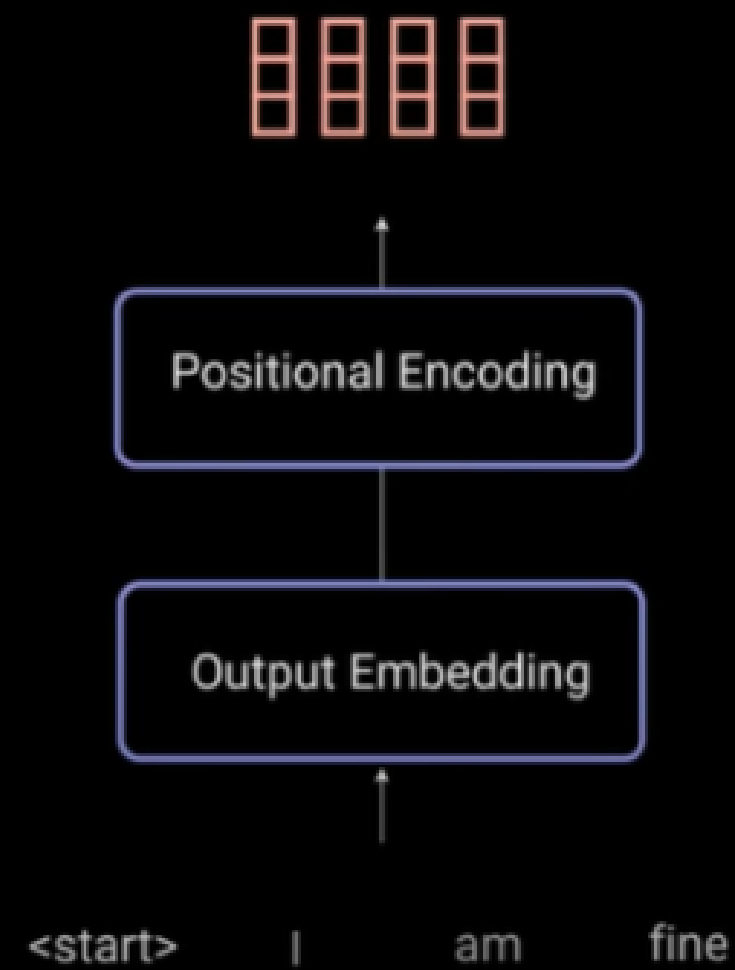 Positional Encoding
Output Embedding
<start> I am fine